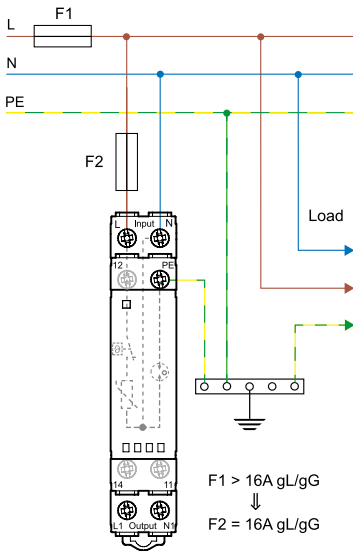 F1
L
N
PE
F2
L Input N
Load
12 PE
14 11
L1 Output N1
F1 > 16A gL/gG
⇓
F2 = 16A gL/gG